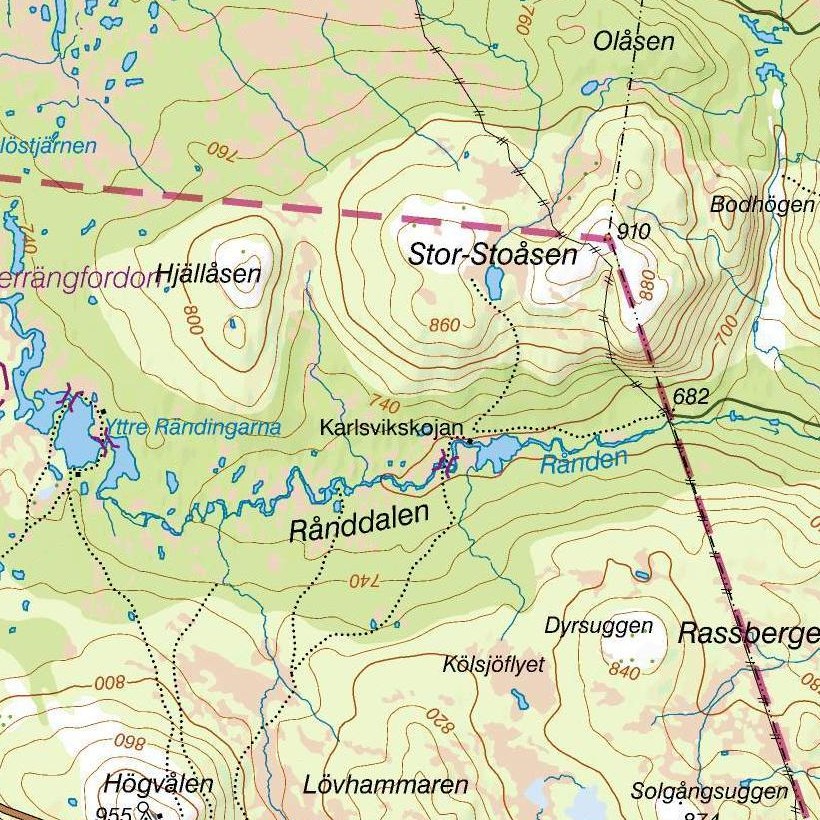 760
Olåsen
löstjärnen
760
Bodhögen
910
740
Stor-Stoåsen
errängfordon
Hjällåsen
880
800
860
700
682
740
Yttre Rändingarna
Karlsvikskojan
Rånden
Rånddalen
740
Dyrsuggen
Rassberge
Kölsjöflyet
840
800
080
820
860
Högvålen
Lövhammaren
Solgångsuggen
955
874